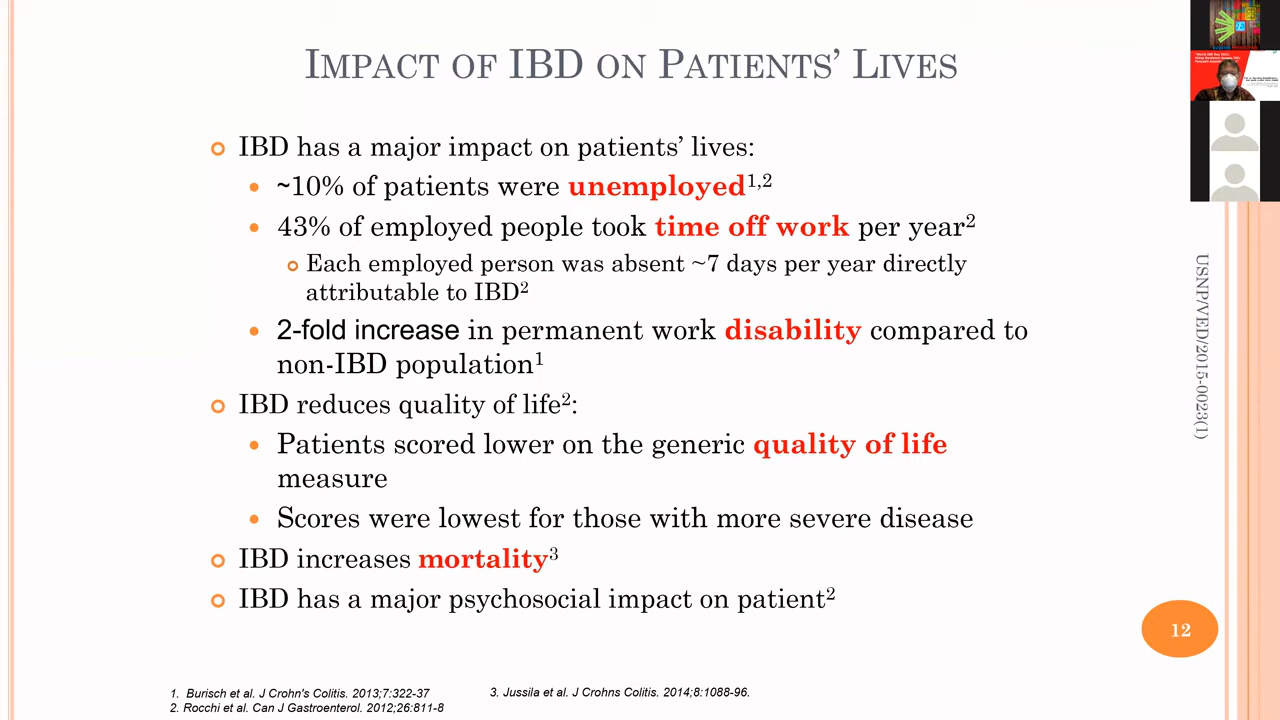 IMPACT OF IBD ON PATIENTS' LIVES
IBD has a major impact on patients' lives:
~10% of patients were unemployed1,2
43% of employed people took time off work per year2
Each employed person was absent ~7 days per year directly
attributable to IBD2
2-fold increase in permanent work disability compared to
non-IBD population1
IBD reduces quality of life2:
Patients scored lower on the generic quality of life
measure
Scores were lowest for those with more severe disease
IBD increases mortality3
IBD has a major psychosocial impact on patient2
USNP/VED/2015-0023(1)
12
1. Burisch et al. J Crohn's Colitis. 2013;7:322-37
2. Rocchi et al. Can J Gastroenterol. 2012;26:811-8
3. Jussila et al. J Crohns Colitis. 2014;8:1088-96.